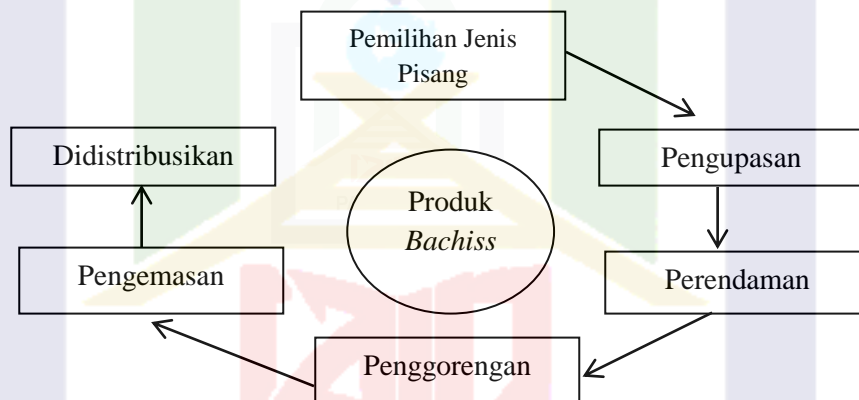 Pemilihan Jenis
Pisang
Pengupasan
Perendaman
Penggorengan
Pengemasan
Didistribusikan
Produk
Bachiss